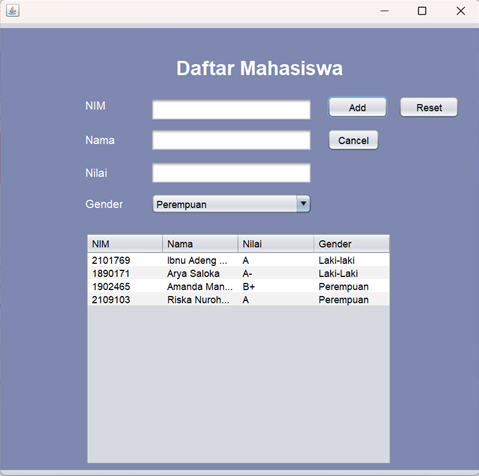 Daftar Mahasiswa
NIM Add Reset
Nama Cancel
Nilai
Gender Perempuan
NIM Nama Nilai Gender
2101769 Ibnu Adeng ... A Laki-laki
1890171 Arya Saloka A- Laki-Laki
1902465 Amanda Man... B+ Perempuan
2109103 Riska Nuroh... A Perempuan